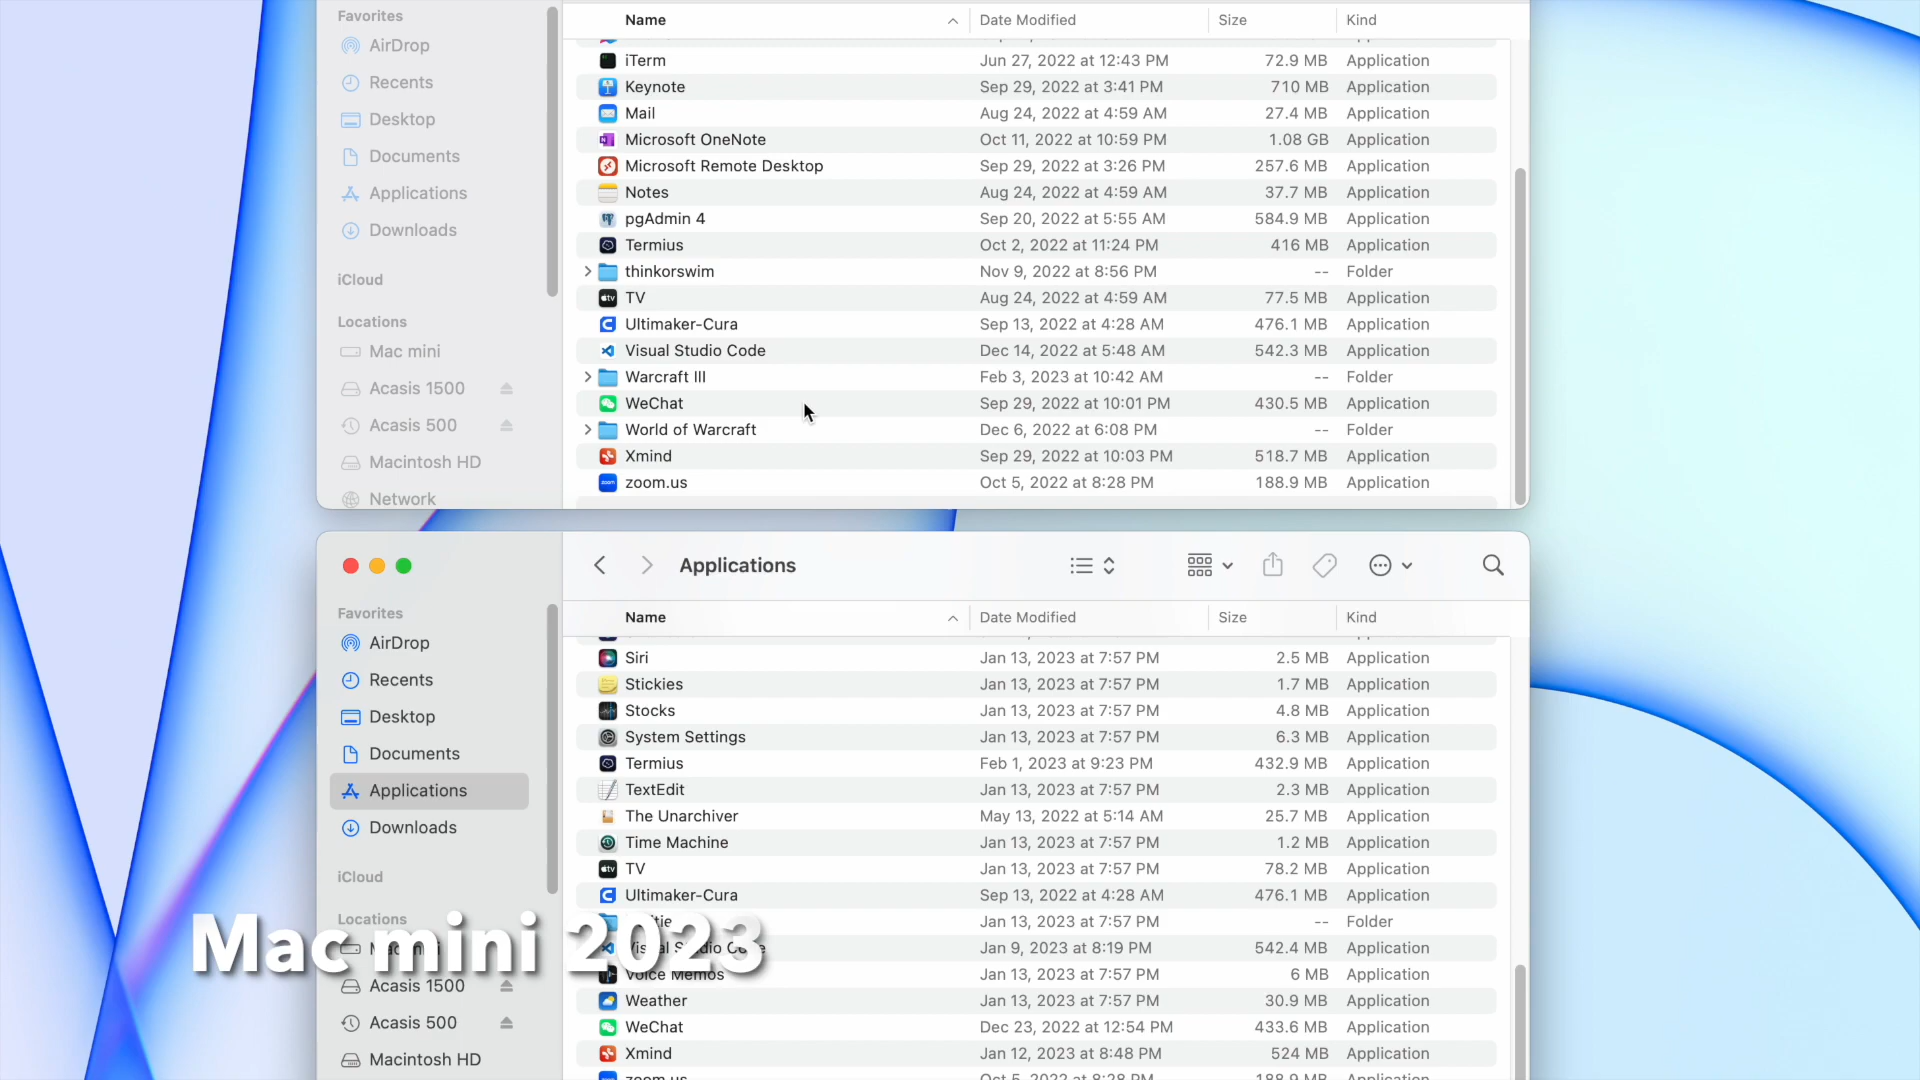 Favorites
AirDrop
Recents
Desktop
Documents
Applications
Downloads
iCloud
Locations
Mac mini
Acasis 1500
Acasis 500
Macintosh HD
Network
Name Date Modified Size Kind
iTerm Jun 27, 2022 at 12:43 PM 72.9 MB Application
Keynote Sep 29, 2022 at 3:41 PM 710 MB Application
Mail Aug 24, 2022 at 4:59 AM 27.4 MB Application
Microsoft OneNote Oct 11, 2022 at 10:59 PM 1.08 GB Application
Microsoft Remote Desktop Sep 29, 2022 at 3:26 PM 257.6 MB Application
Notes Aug 24, 2022 at 4:59 AM 37.7 MB Application
pgAdmin 4 Sep 20, 2022 at 5:55 AM 584.9 MB Application
Termius Oct 2, 2022 at 11:24 PM 416 MB Application
thinkorswim Nov 9, 2022 at 8:56 PM -- Folder
TV Aug 24, 2022 at 4:59 AM 77.5 MB Application
Ultimaker-Cura Sep 13, 2022 at 4:28 AM 476.1 MB Application
Visual Studio Code Dec 14, 2022 at 5:48 AM 542.3 MB Application
Warcraft III Feb 3, 2023 at 10:42 AM -- Folder
WeChat Sep 29, 2022 at 10:01 PM 430.5 MB Application
World of Warcraft Dec 6, 2022 at 6:08 PM -- Folder
Xmind Sep 29, 2022 at 10:03 PM 518.7 MB Application
zoom.us Oct 5, 2022 at 8:28 PM 188.9 MB Application
Applications
Favorites
AirDrop
Recents
Desktop
Documents
Applications
Downloads
iCloud
Locations
Acasis 1500
Acasis 500
Macintosh HD
Name Date Modified Size Kind
Siri Jan 13, 2023 at 7:57 PM 2.5 MB Application
Stickies Jan 13, 2023 at 7:57 PM 1.7 MB Application
Stocks Jan 13, 2023 at 7:57 PM 4.8 MB Application
System Settings Jan 13, 2023 at 7:57 PM 6.3 MB Application
Termius Feb 1, 2023 at 9:23 PM 432.9 MB Application
TextEdit Jan 13, 2023 at 7:57 PM 2.3 MB Application
The Unarchiver May 13, 2022 at 5:14 AM 25.7 MB Application
Time Machine Jan 13, 2023 at 7:57 PM 1.2 MB Application
TV Jan 13, 2023 at 7:57 PM 78.2 MB Application
Ultimaker-Cura Sep 13, 2022 at 4:28 AM 476.1 MB Application
Jan 13, 2023 at 7:57 PM -- Folder
Visual Studio Code Jan 9, 2023 at 8:19 PM 542.4 MB Application
Voice Memos Jan 13, 2023 at 7:57 PM 6 MB Application
Weather Jan 13, 2023 at 7:57 PM 30.9 MB Application
WeChat Dec 23, 2022 at 12:54 PM 433.6 MB Application
Xmind Jan 12, 2023 at 8:48 PM 524 MB Application
zoom.us Oct 5, 2022 at 8:28 PM 188.9 MB Application
Mac mini 2023